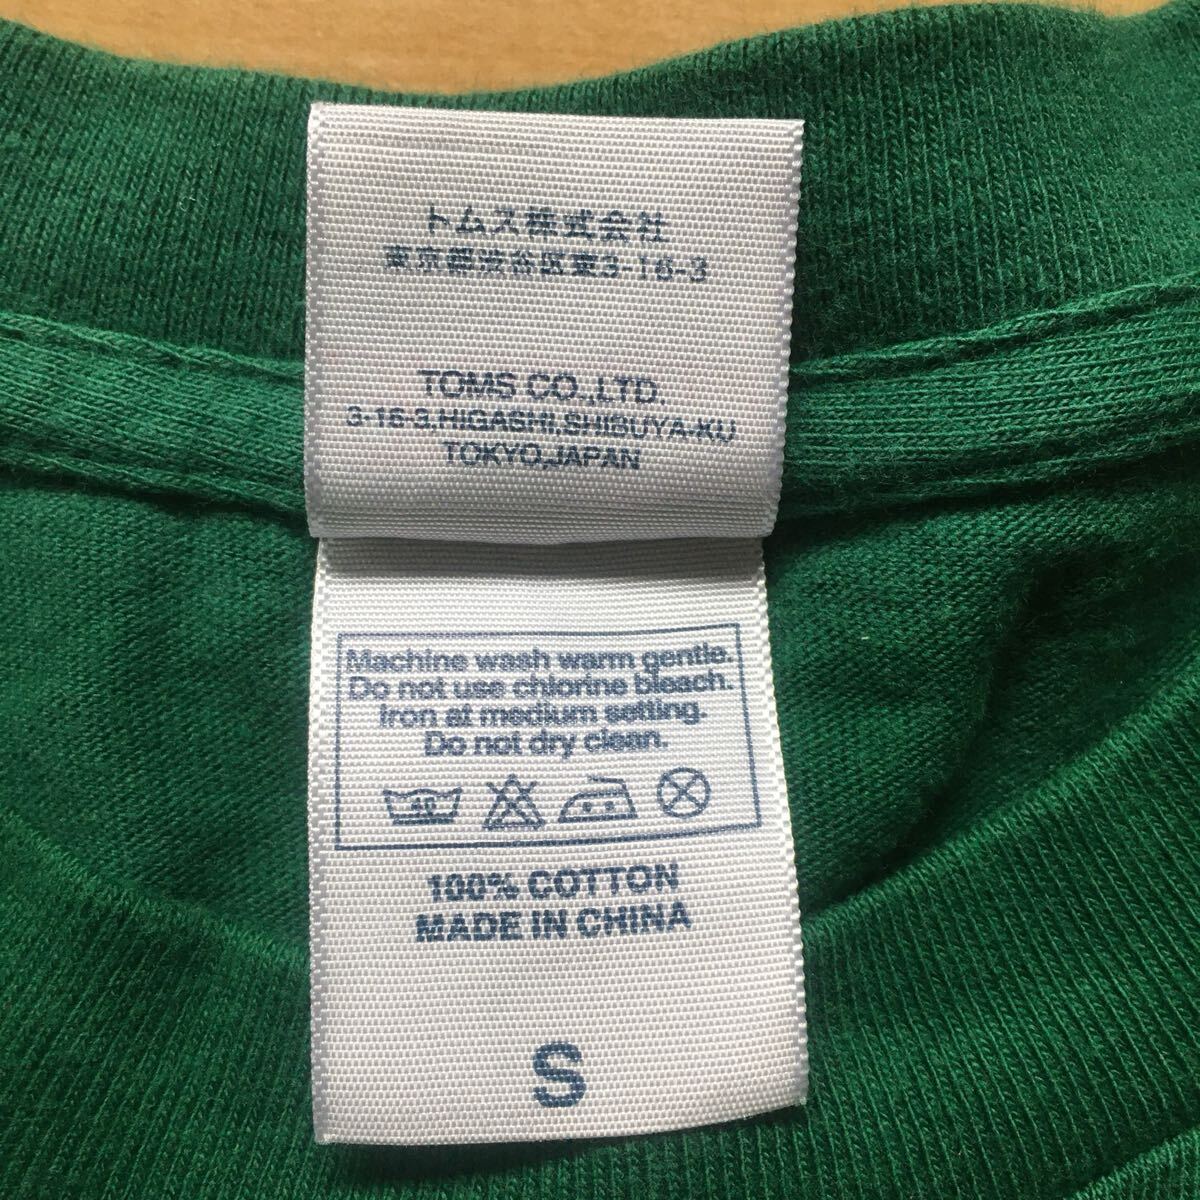 トムス株式会社
東京都渋谷区東3-16-3
TOMS CO.,LTD.
3-16-3,HIGASHI,SHIBUYA-KU
TOKYO,JAPAN
Machine wash warm gentle.
Do not use chlorine bleach.
Iron at medium setting.
Do not dry clean.
100% COTTON
MADE IN CHINA
S